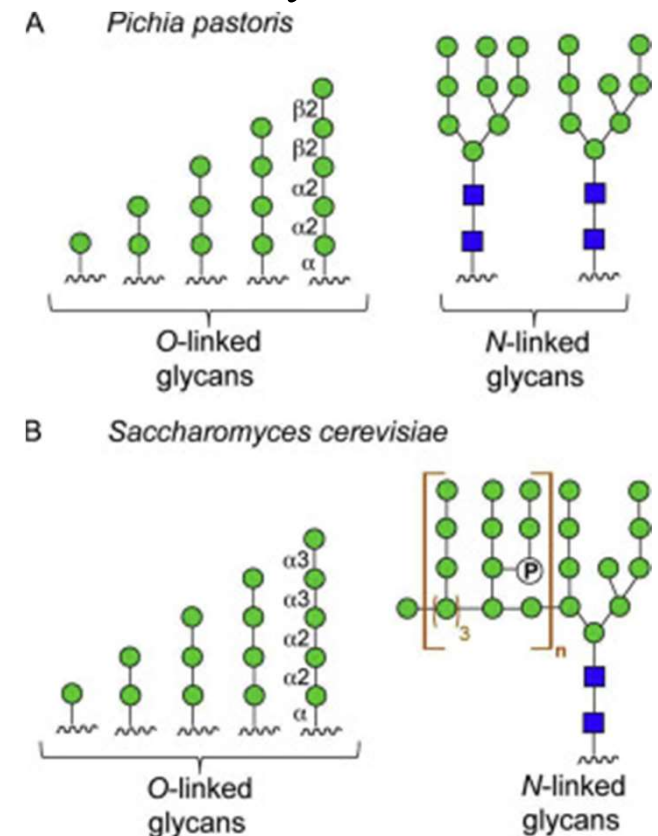 A Pichia pastoris
β2
β2
α2
α2
α
O-linked
glycans
N-linked
glycans
B Saccharomyces cerevisiae
α3
α3
α2
α2
α
P
3
n
O-linked
glycans
N-linked
glycans